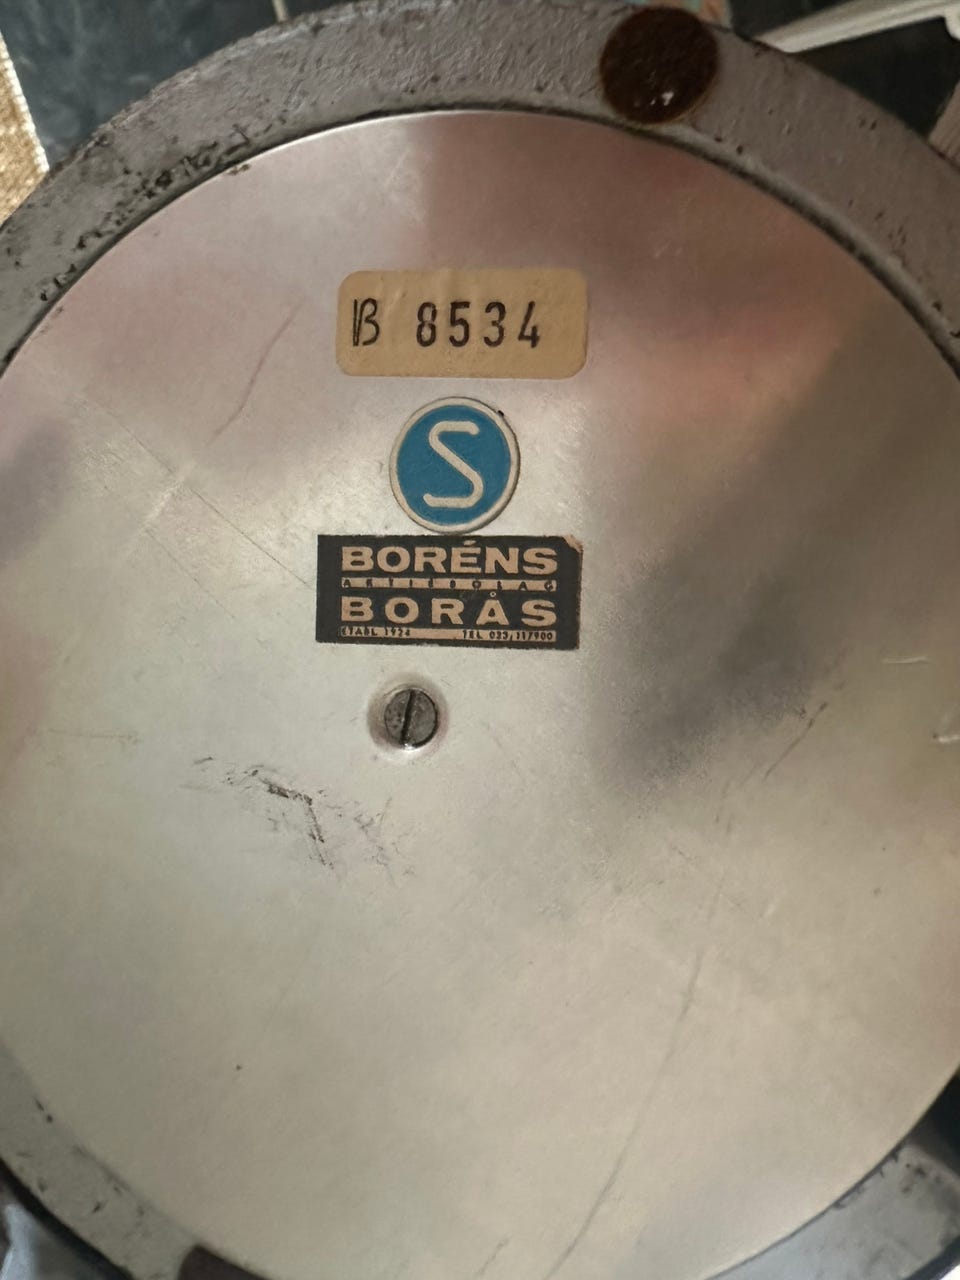 B 8534
S
BORÉNS
AKTIEBOLAG
BORÅS
ETABL 1924 TEL 033/117900